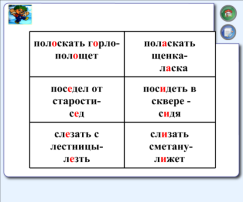 полоскать горло-
полощет
поласкать
щенка-
ласка
поседел от
старости-
сед
посидеть в
сквере -
сидя
слезать с
лестницы-
лезть
слизать
сметану-
лижет